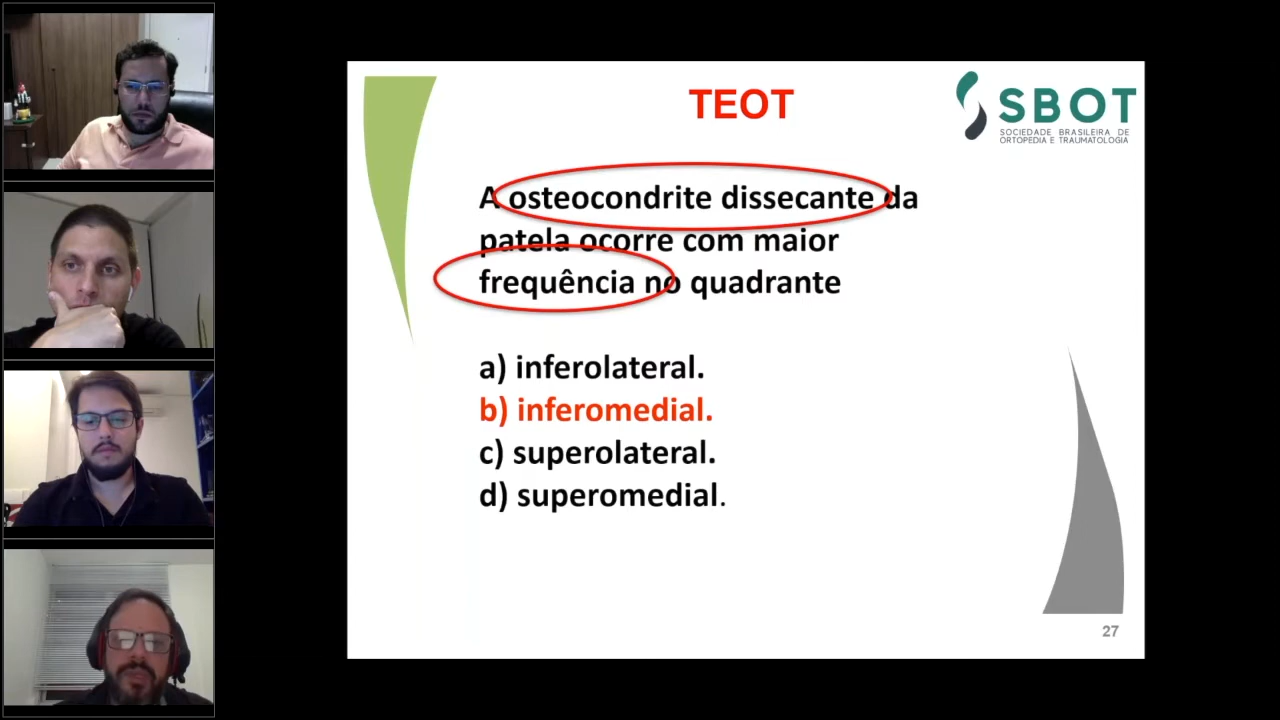 TEOT
SBOT
SOCIEDADE BRASILEIRA DE
ORTOPEDIA E TRAUMATOLOGIA
A osteocondrite dissecante da
patela ocorre com maior
frequência no quadrante
a) inferolateral.
b) inferomedial.
c) superolateral.
d) superomedial.
27